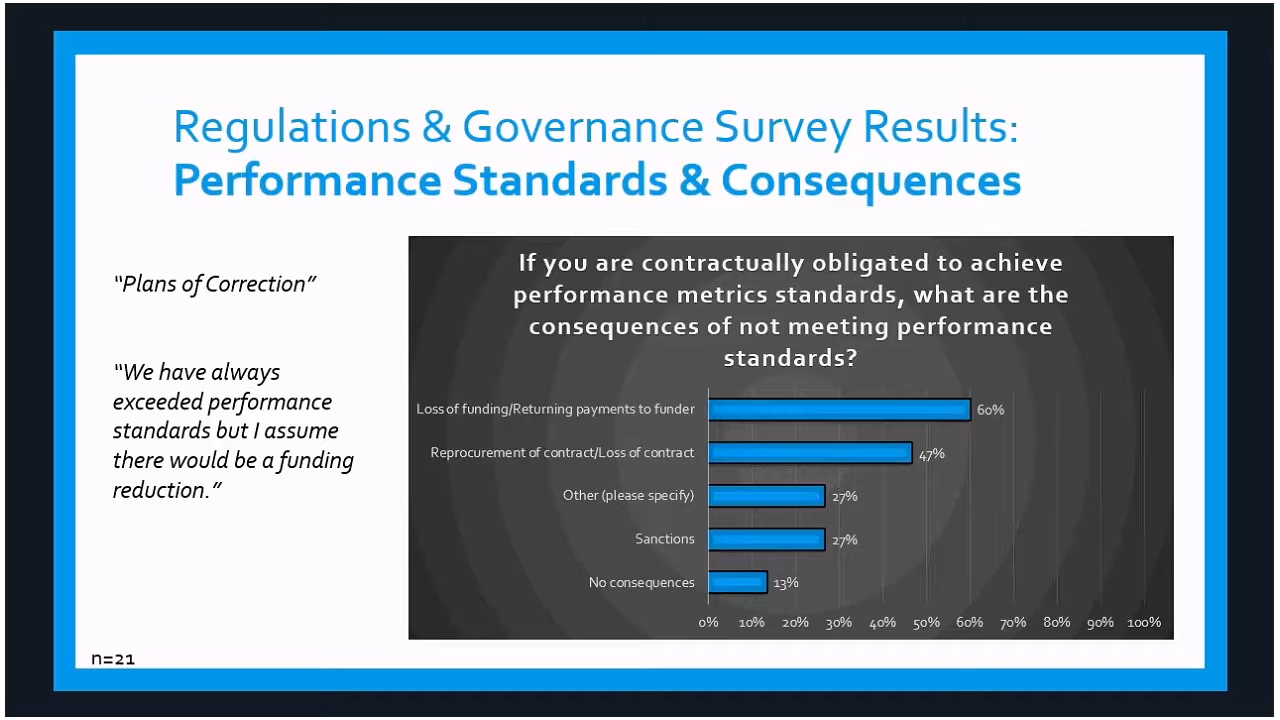 Regulations & Governance Survey Results:
Performance Standards & Consequences
“Plans of Correction”
“We have always
exceeded performance
standards but I assume
there would be a funding
reduction.”
If you are contractually obligated to achieve
performance metrics standards, what are the
consequences of not meeting performance
standards?
Loss of funding/Returning payments to funder 60%
Reprocurement of contract/Loss of contract 47%
Other (please specify) 27%
Sanctions 27%
No consequences 13%
0% 10% 20% 30% 40% 50% 60% 70% 80% 90% 100%
n=21